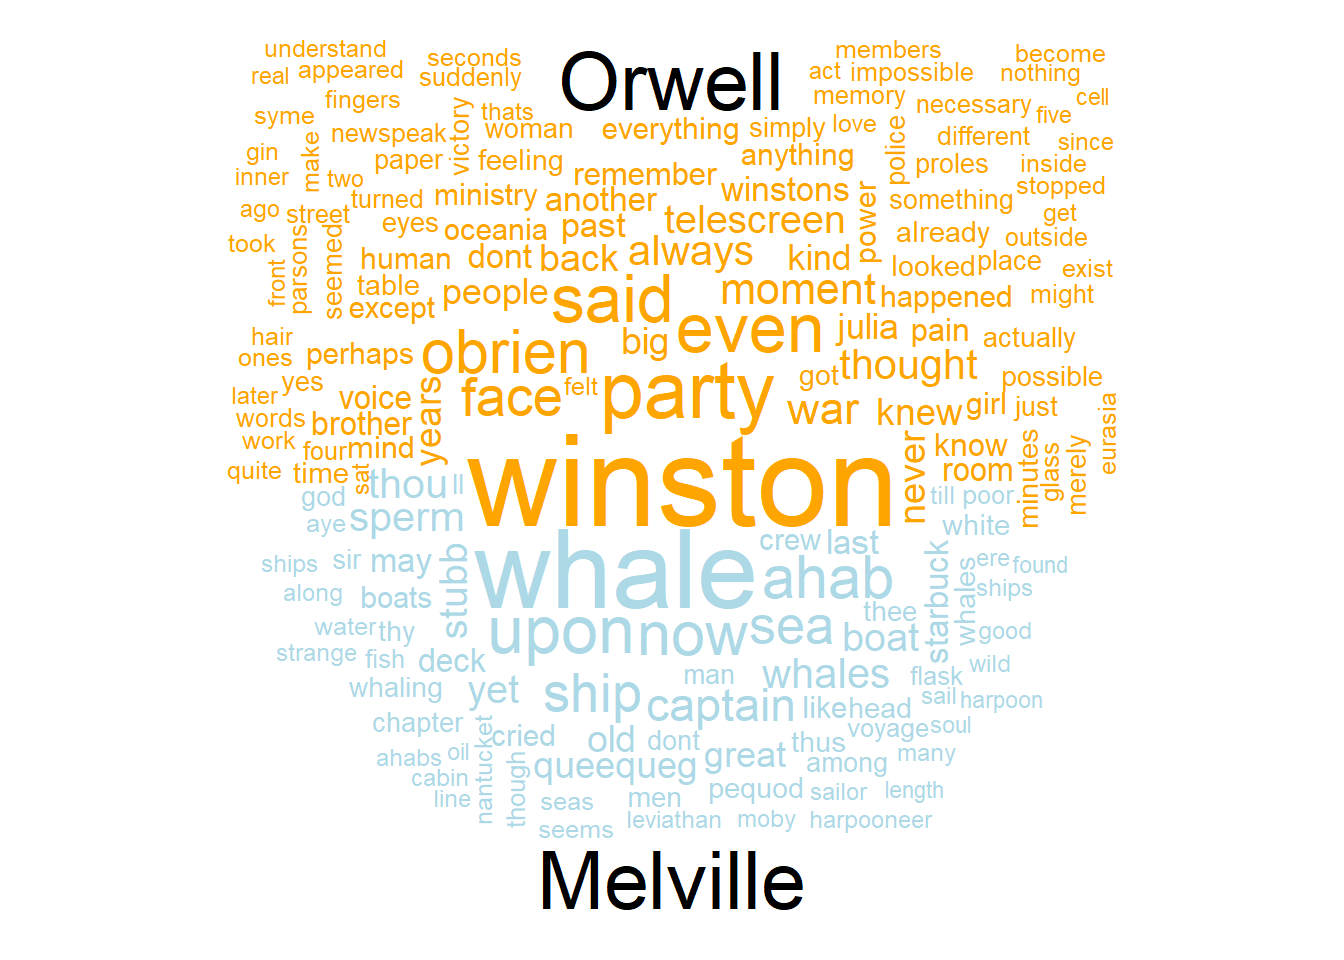 understand seconds Orwell members become
real appeared suddenly act impossible nothing
fingers memory necessary cell
syme thats victory woman everything simply love police different five since
newspeak make
gin paper feeling anything proles inside
inner two remember winstons stopped
turned ministry another something
ago street eyes oceania past telescreen power already get outside
took seemed parsons human dont back always kind looked place exist
front table people said moment happened might
except
hair obrien big even julia pain actually
ones perhaps thought
later yes voice years face felt party got possible
words brother war knew girl just eurasia
work four mind never know
quite time sat winston room minutes glass merely
god thou ll till poor
aye sperm white
ships sir may stubb whale crew last starbuck whales ere found
along boats ahab ships
water thy upon now sea thee boat good
strange fish deck man whales flask wild
whaling yet ship captain like head sail harpoon
chapter nantucket cried old dont great thus voyage soul
ahabs oil though queequeg among many
cabin
line seas men pequod sailor length
seems leviathan moby harpooneer
Melville